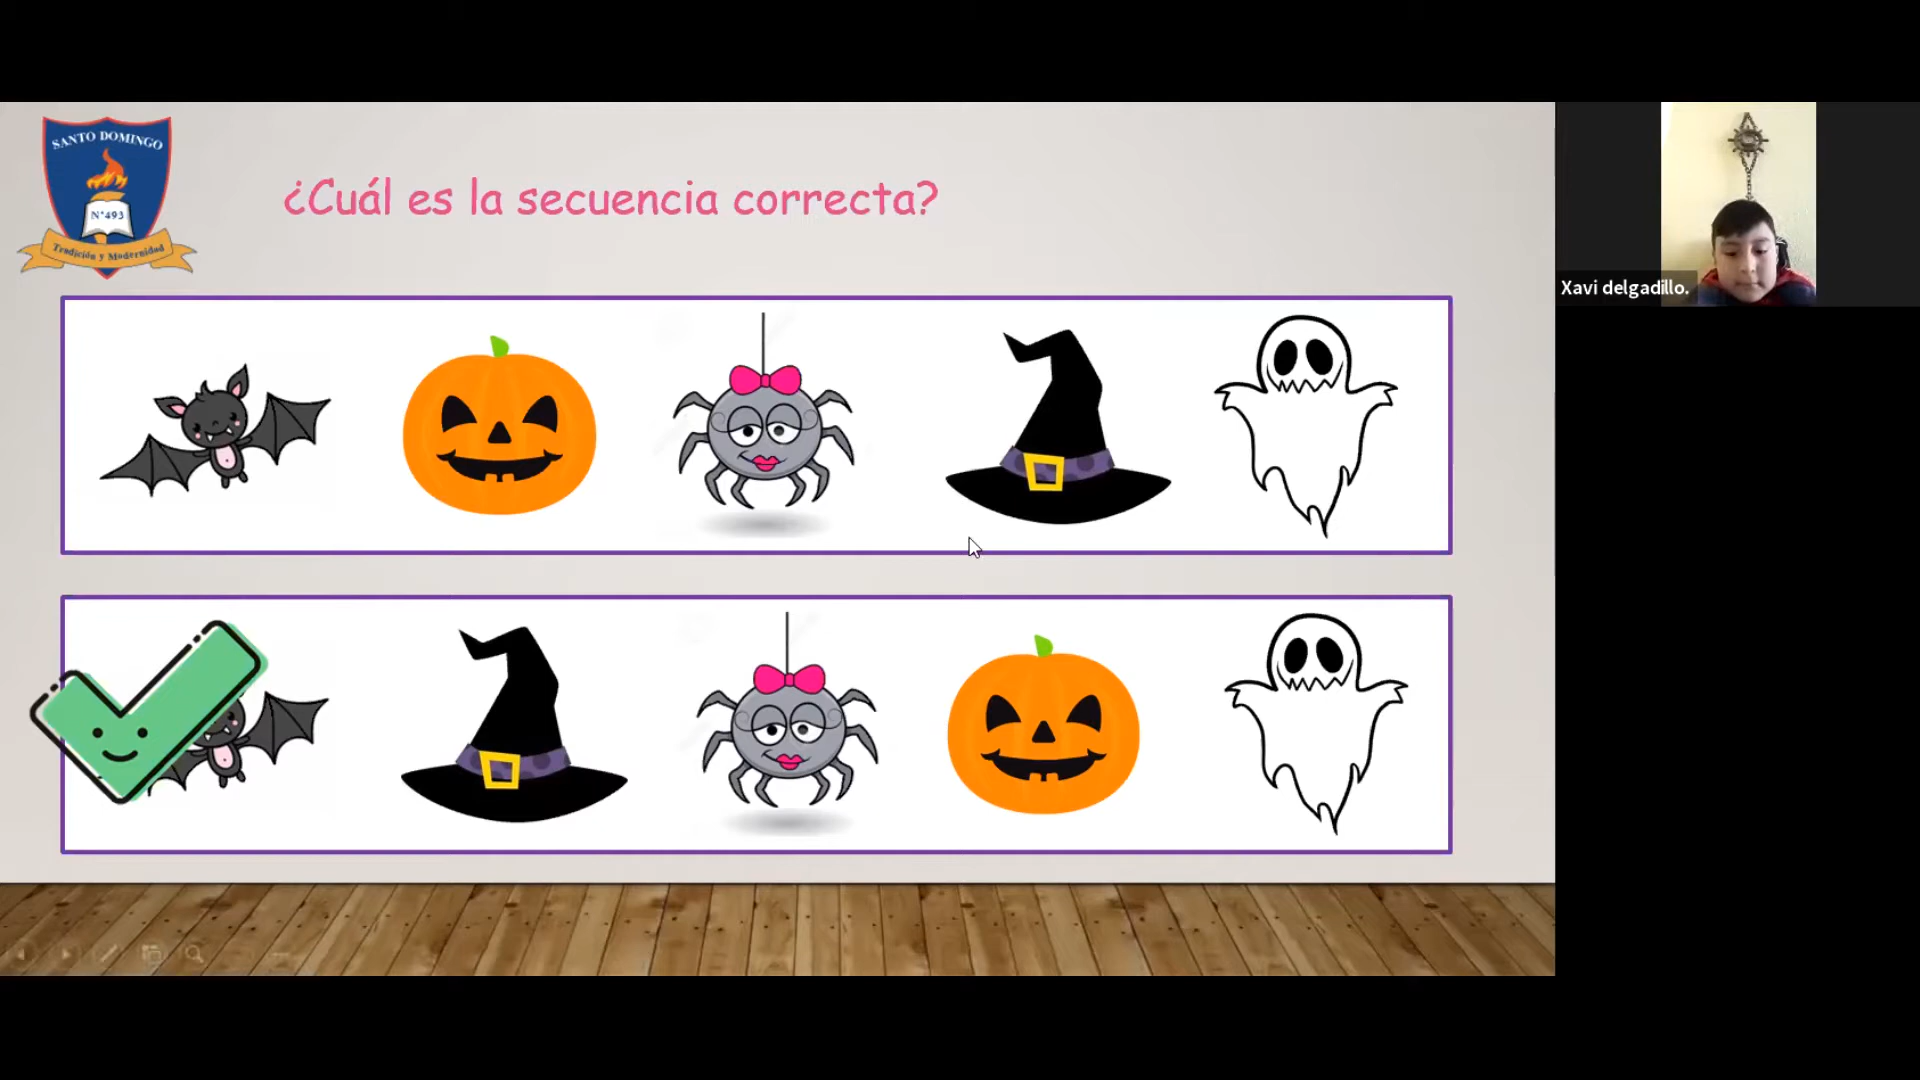 SANTO DOMINGO
N°493
Tradición y Modernidad
¿Cuál es la secuencia correcta?
Xavi delgadillo.